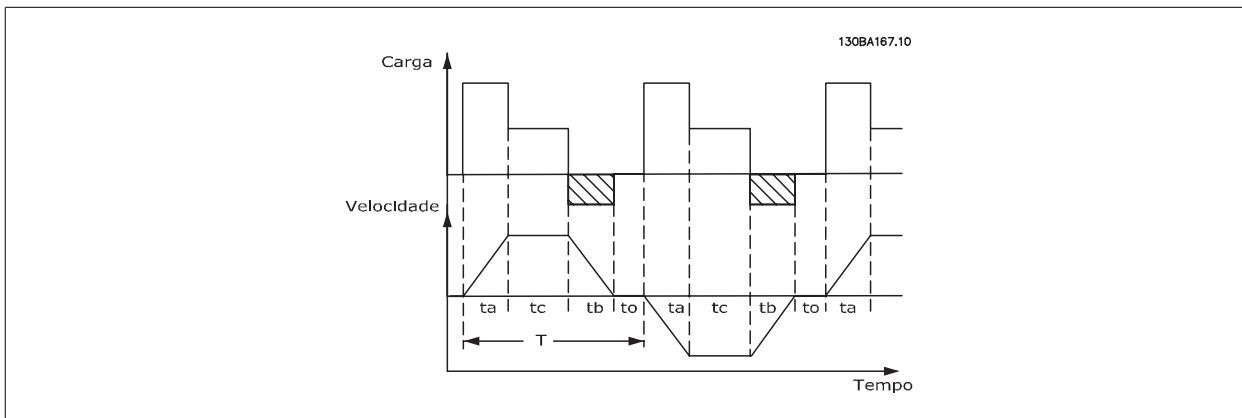 130BA167.10
Carga
Velocidade
ta tc tb to ta tc tb to ta
T
Tempo